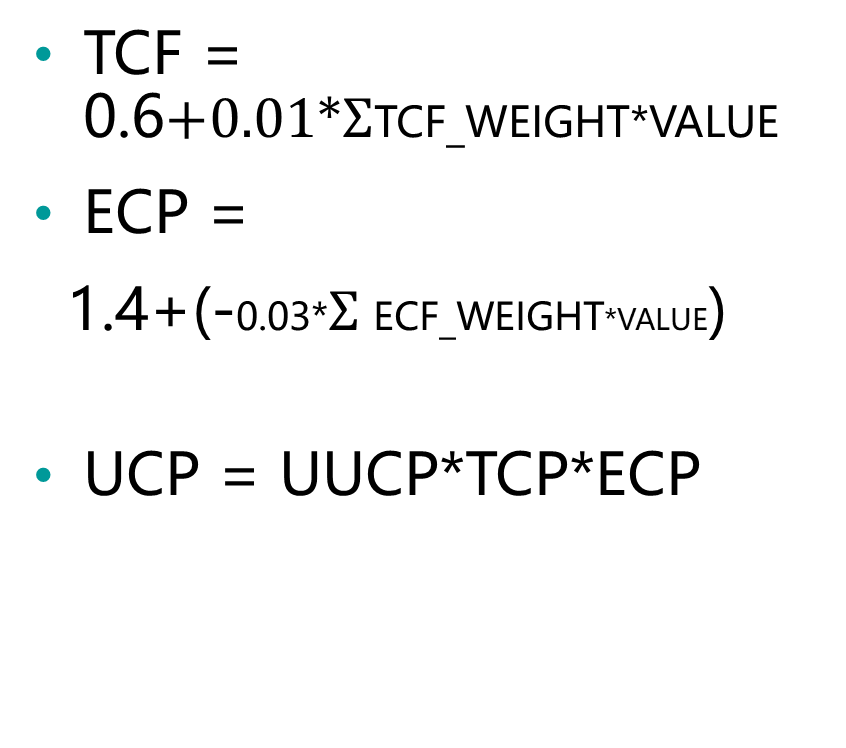 • TCF =
0.6+0.01*ΣTCF_WEIGHT*VALUE
• ECP =
1.4+(-0.03*Σ ECF_WEIGHT*VALUE)
• UCP = UUCP*TCP*ECP